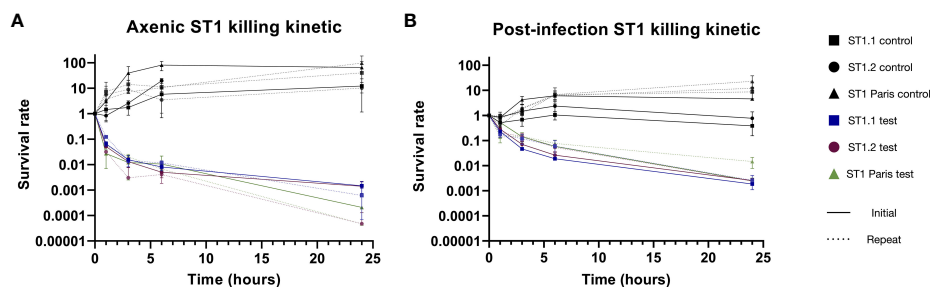 A
Axenic ST1 killing kinetic
Survival rate
100
10
1
0.1
0.01
0.001
0.0001
0.00001
0 5 10 15 20 25
Time (hours)
B
Post-infection ST1 killing kinetic
Survival rate
100
10
1
0.1
0.01
0.001
0.0001
0.00001
0 5 10 15 20 25
Time (hours)
ST1.1 control
ST1.2 control
ST1 Paris control
ST1.1 test
ST1.2 test
ST1 Paris test
Initial
Repeat